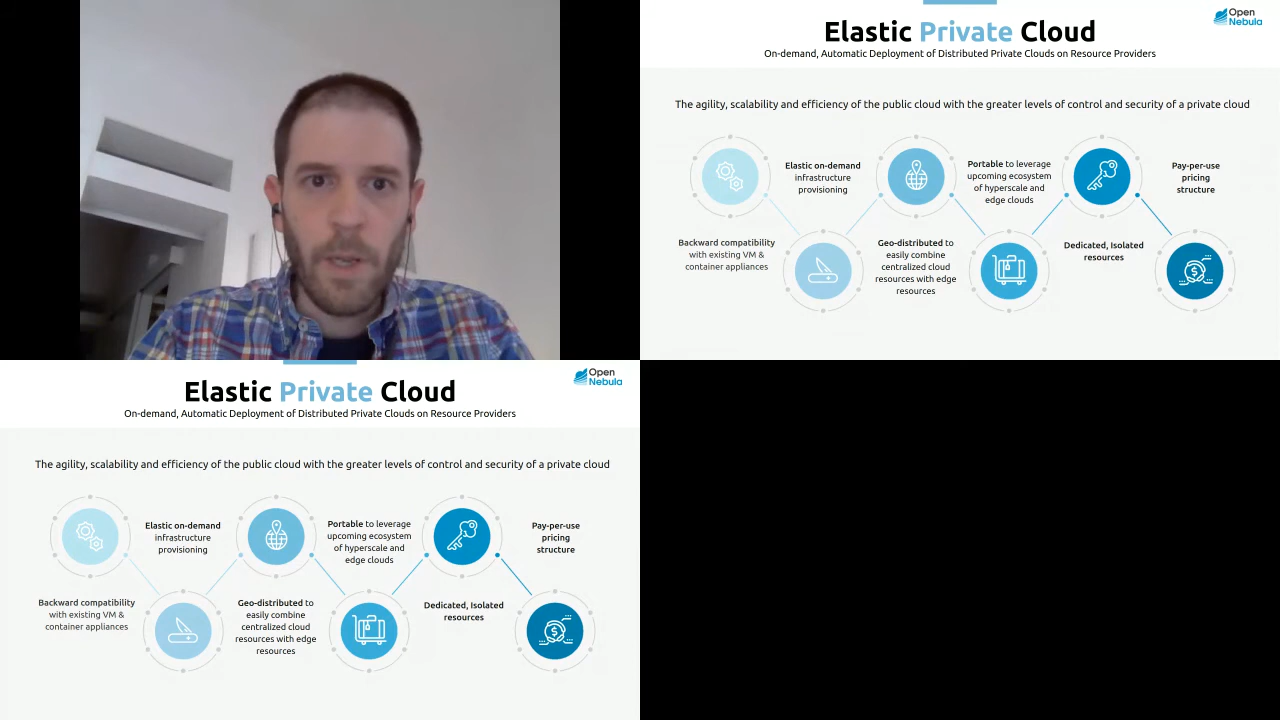 Open
Nebula
Elastic Private Cloud
On-demand, Automatic Deployment of Distributed Private Clouds on Resource Providers
The agility, scalability and efficiency of the public cloud with the greater levels of control and security of a private cloud
Elastic on-demand
infrastructure
provisioning
Portable to leverage
upcoming ecosystem
of hyperscale and
edge clouds
Pay-per-use
pricing
structure
Backward compatibility
with existing VM &
container appliances
Geo-distributed to
easily combine
centralized cloud
resources with edge
resources
Dedicated, Isolated
resources
$
Open
Nebula
Elastic Private Cloud
On-demand, Automatic Deployment of Distributed Private Clouds on Resource Providers
The agility, scalability and efficiency of the public cloud with the greater levels of control and security of a private cloud
Elastic on-demand
infrastructure
provisioning
Portable to leverage
upcoming ecosystem
of hyperscale and
edge clouds
Pay-per-use
pricing
structure
Backward compatibility
with existing VM &
container appliances
Geo-distributed to
easily combine
centralized cloud
resources with edge
resources
Dedicated, Isolated
resources
$